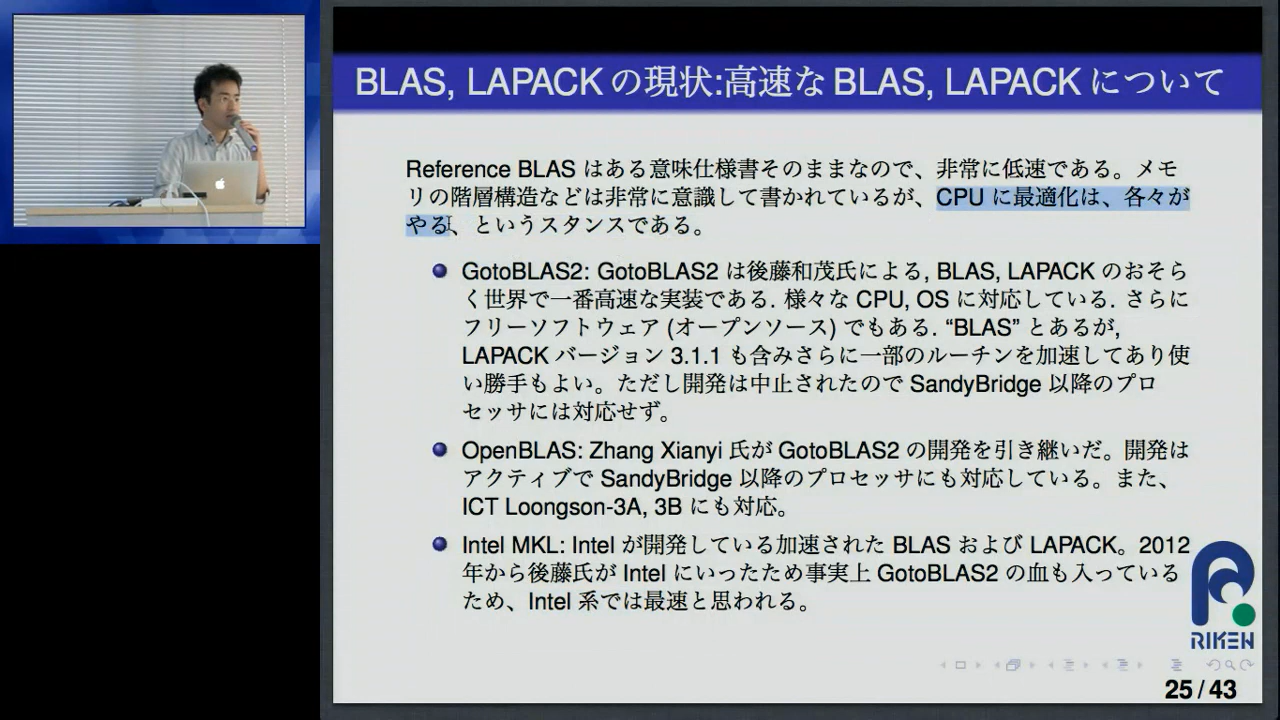 BLAS, LAPACK の現状:高速な BLAS, LAPACK について
Reference BLAS はある意味仕様書そのままなので、非常に低速である。メモ
リの階層構造などは非常に意識して書かれているが、CPU に最適化は、各々が
やる、というスタンスである。
GotoBLAS2: GotoBLAS2 は後藤和茂氏による, BLAS, LAPACK のおそら
く世界で一番高速な実装である. 様々な CPU, OS に対応している. さらに
フリーソフトウェア (オープンソース) でもある. “BLAS” とあるが,
LAPACK バージョン 3.1.1 も含みさらに一部のルーチンを加速してあり使
い勝手もよい。ただし開発は中止されたので SandyBridge 以降のプロ
セッサには対応せず。
OpenBLAS: Zhang Xianyi 氏が GotoBLAS2 の開発を引き継いだ。開発は
アクティブで SandyBridge 以降のプロセッサにも対応している。また、
ICT Loongson-3A, 3B にも対応。
Intel MKL: Intel が開発している加速された BLAS および LAPACK。2012
年から後藤氏が Intel にいったため事実上 GotoBLAS2 の血も入っている
ため、Intel 系では最速と思われる。
RIKEN
25 / 43